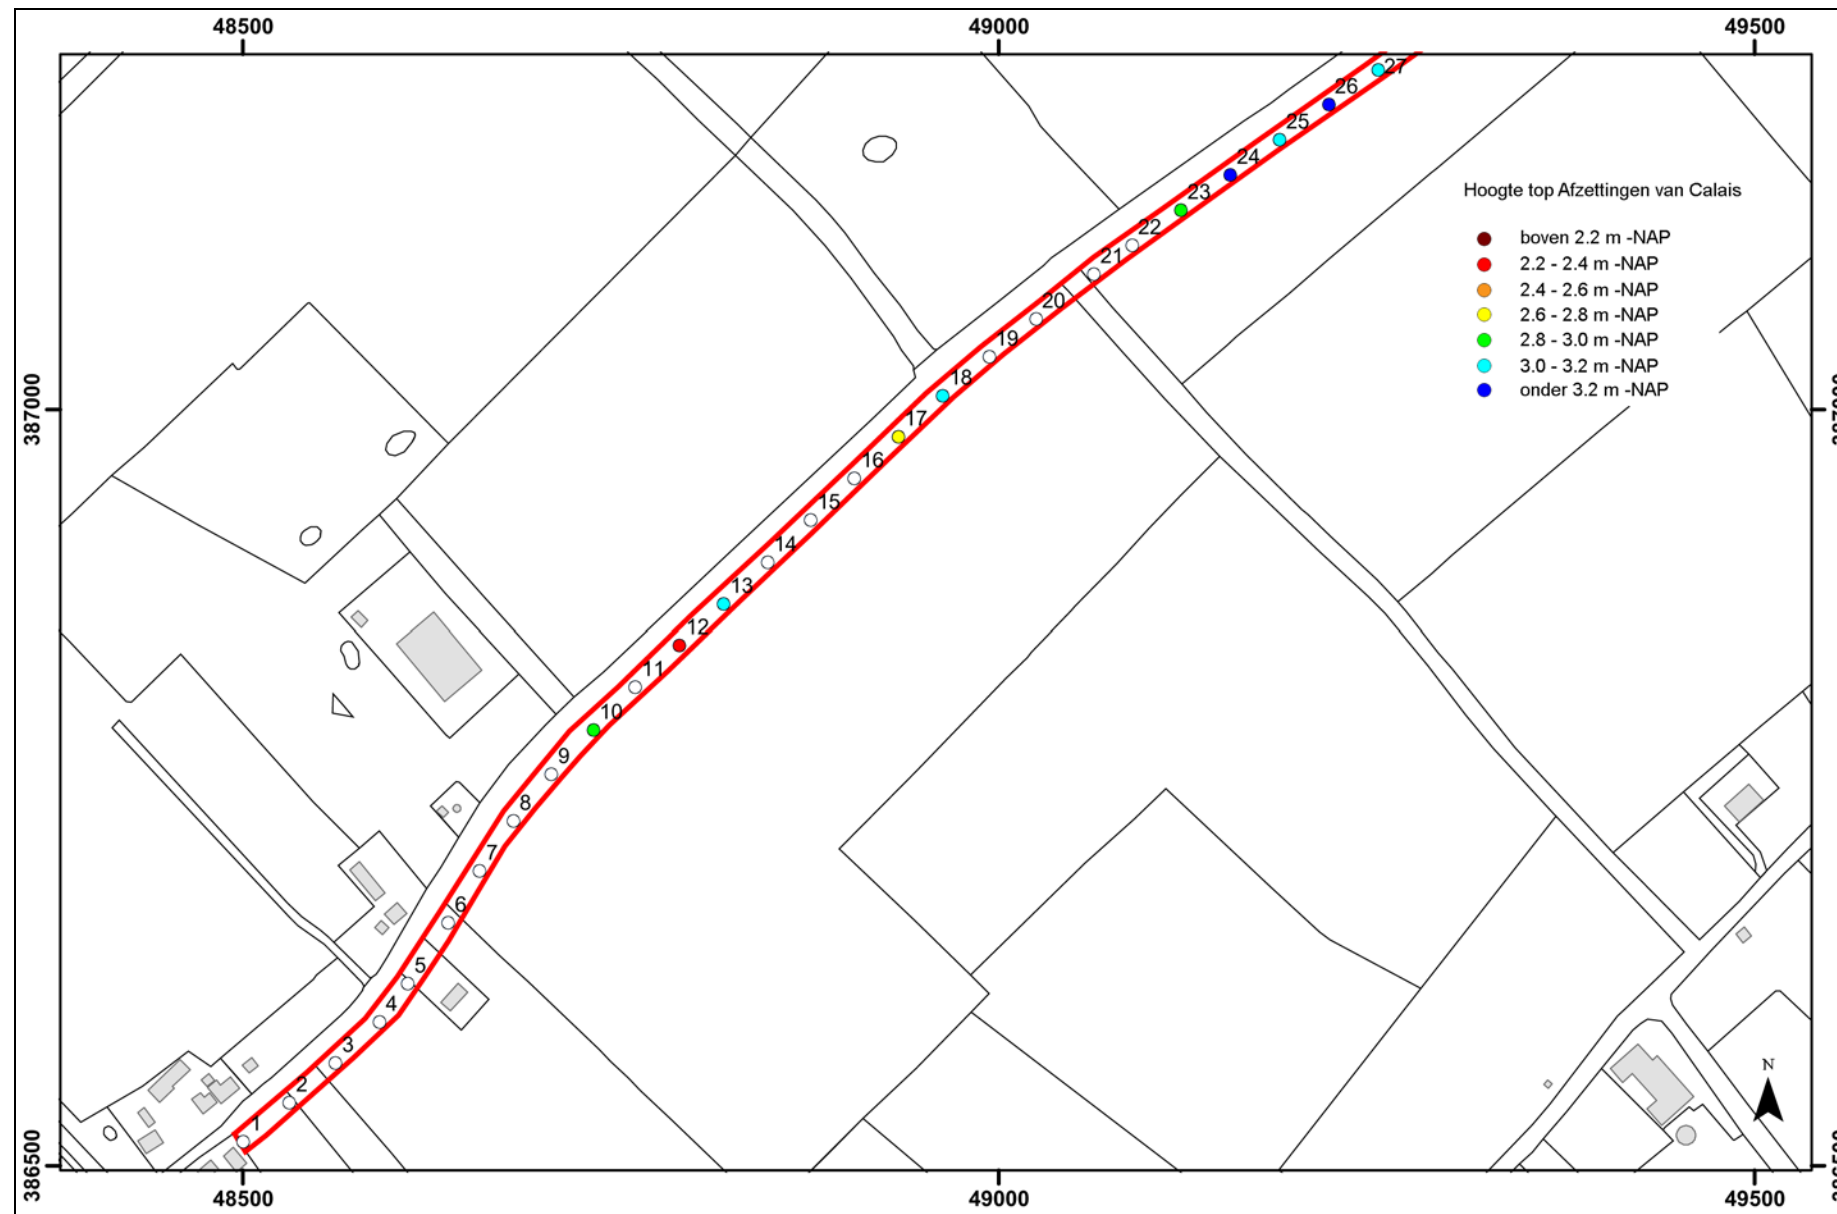 48500 49000 49500
27
26
25
24
23
22
21
20
19
18
17
16
15
14
13
12
11
10
9
8
7
6
5
4
3
2
1
Hoogte top Afzettingen van Calais
boven 2.2 m -NAP
2.2 - 2.4 m -NAP
2.4 - 2.6 m -NAP
2.6 - 2.8 m -NAP
2.8 - 3.0 m -NAP
3.0 - 3.2 m -NAP
onder 3.2 m -NAP
387000
386500
N
48500 49000 49500